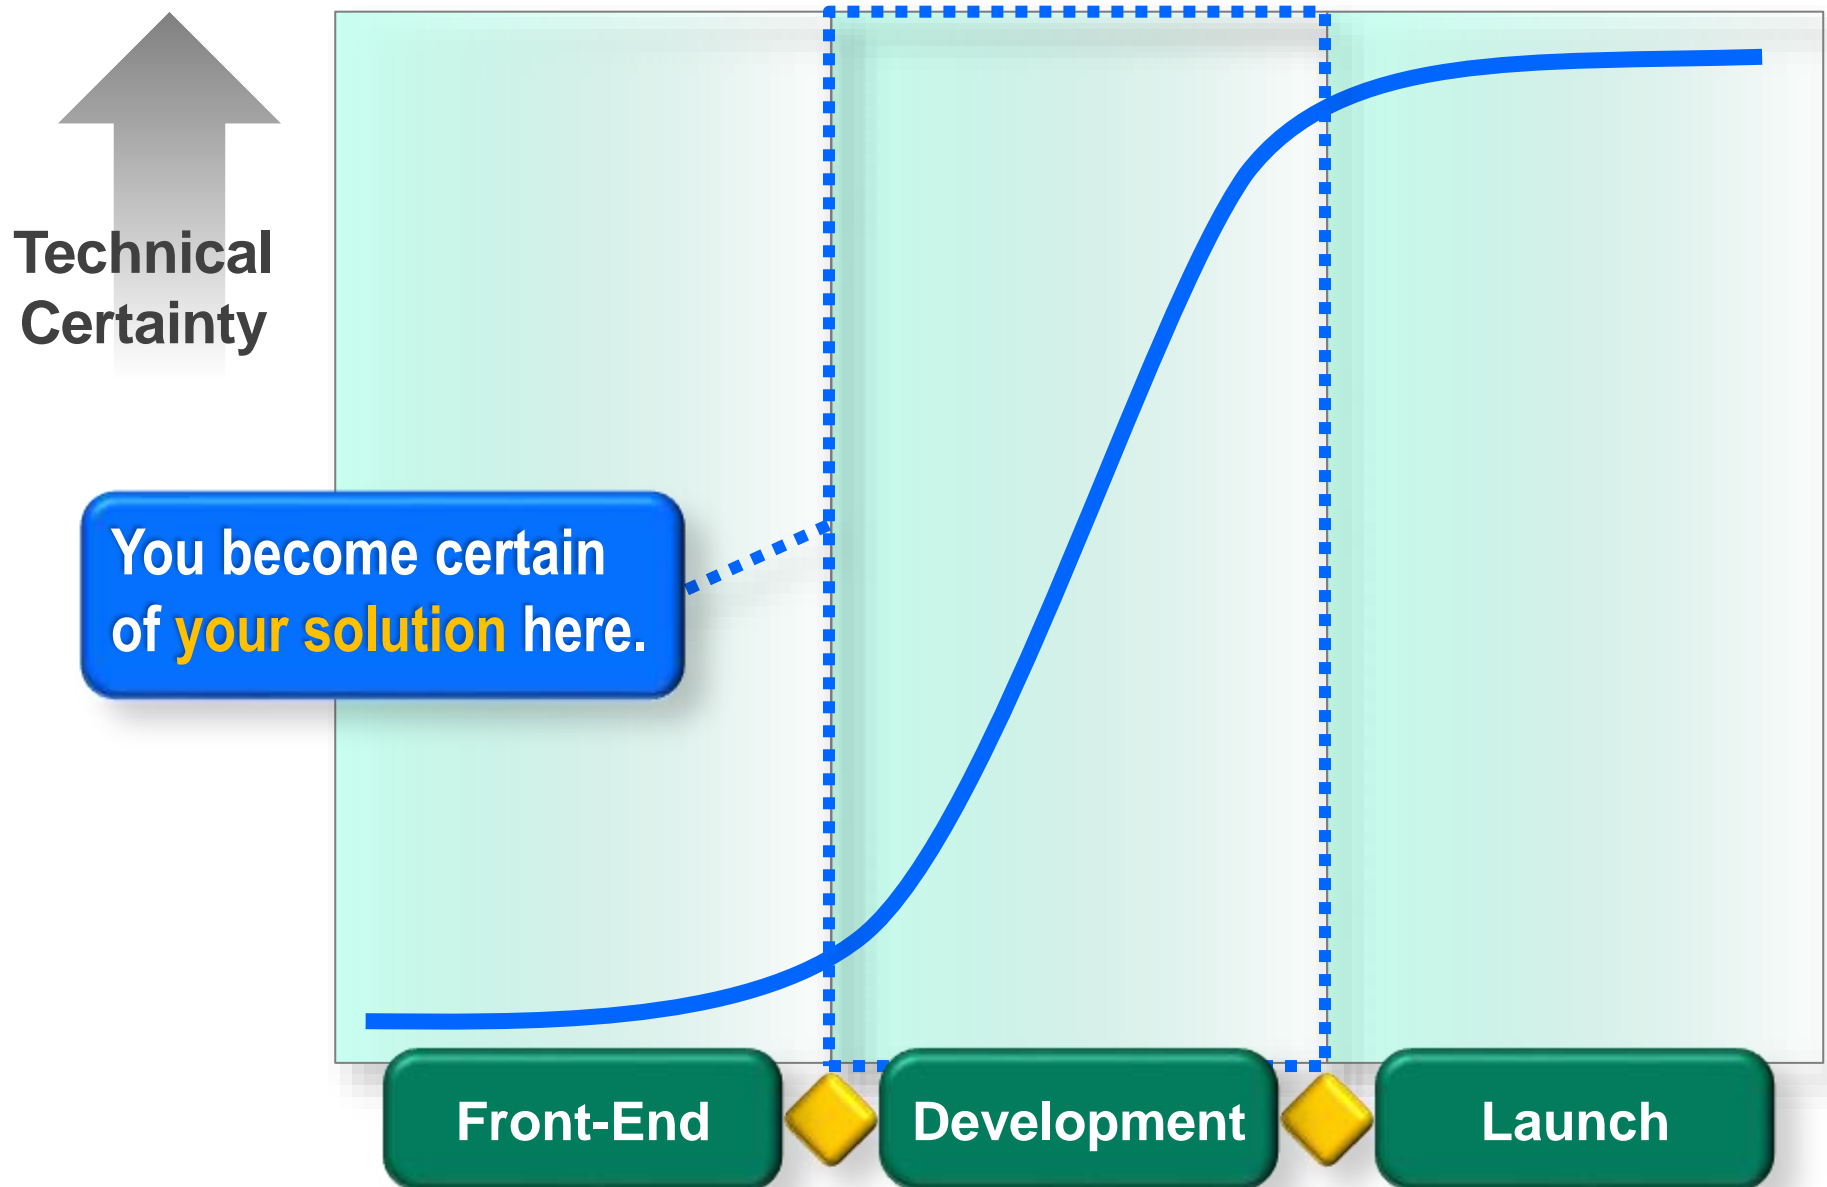 Technical
Certainty
You become certain
of your solution here.
Front-End
Development
Launch